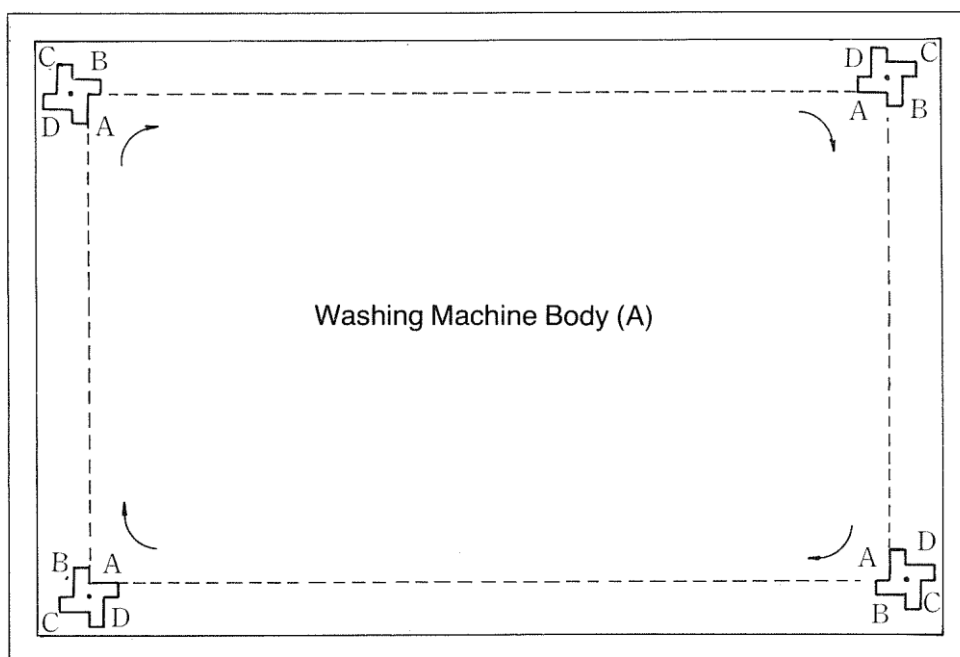 C B
D A
D C
A B
Washing Machine Body (A)
B A
C D
A D
B C